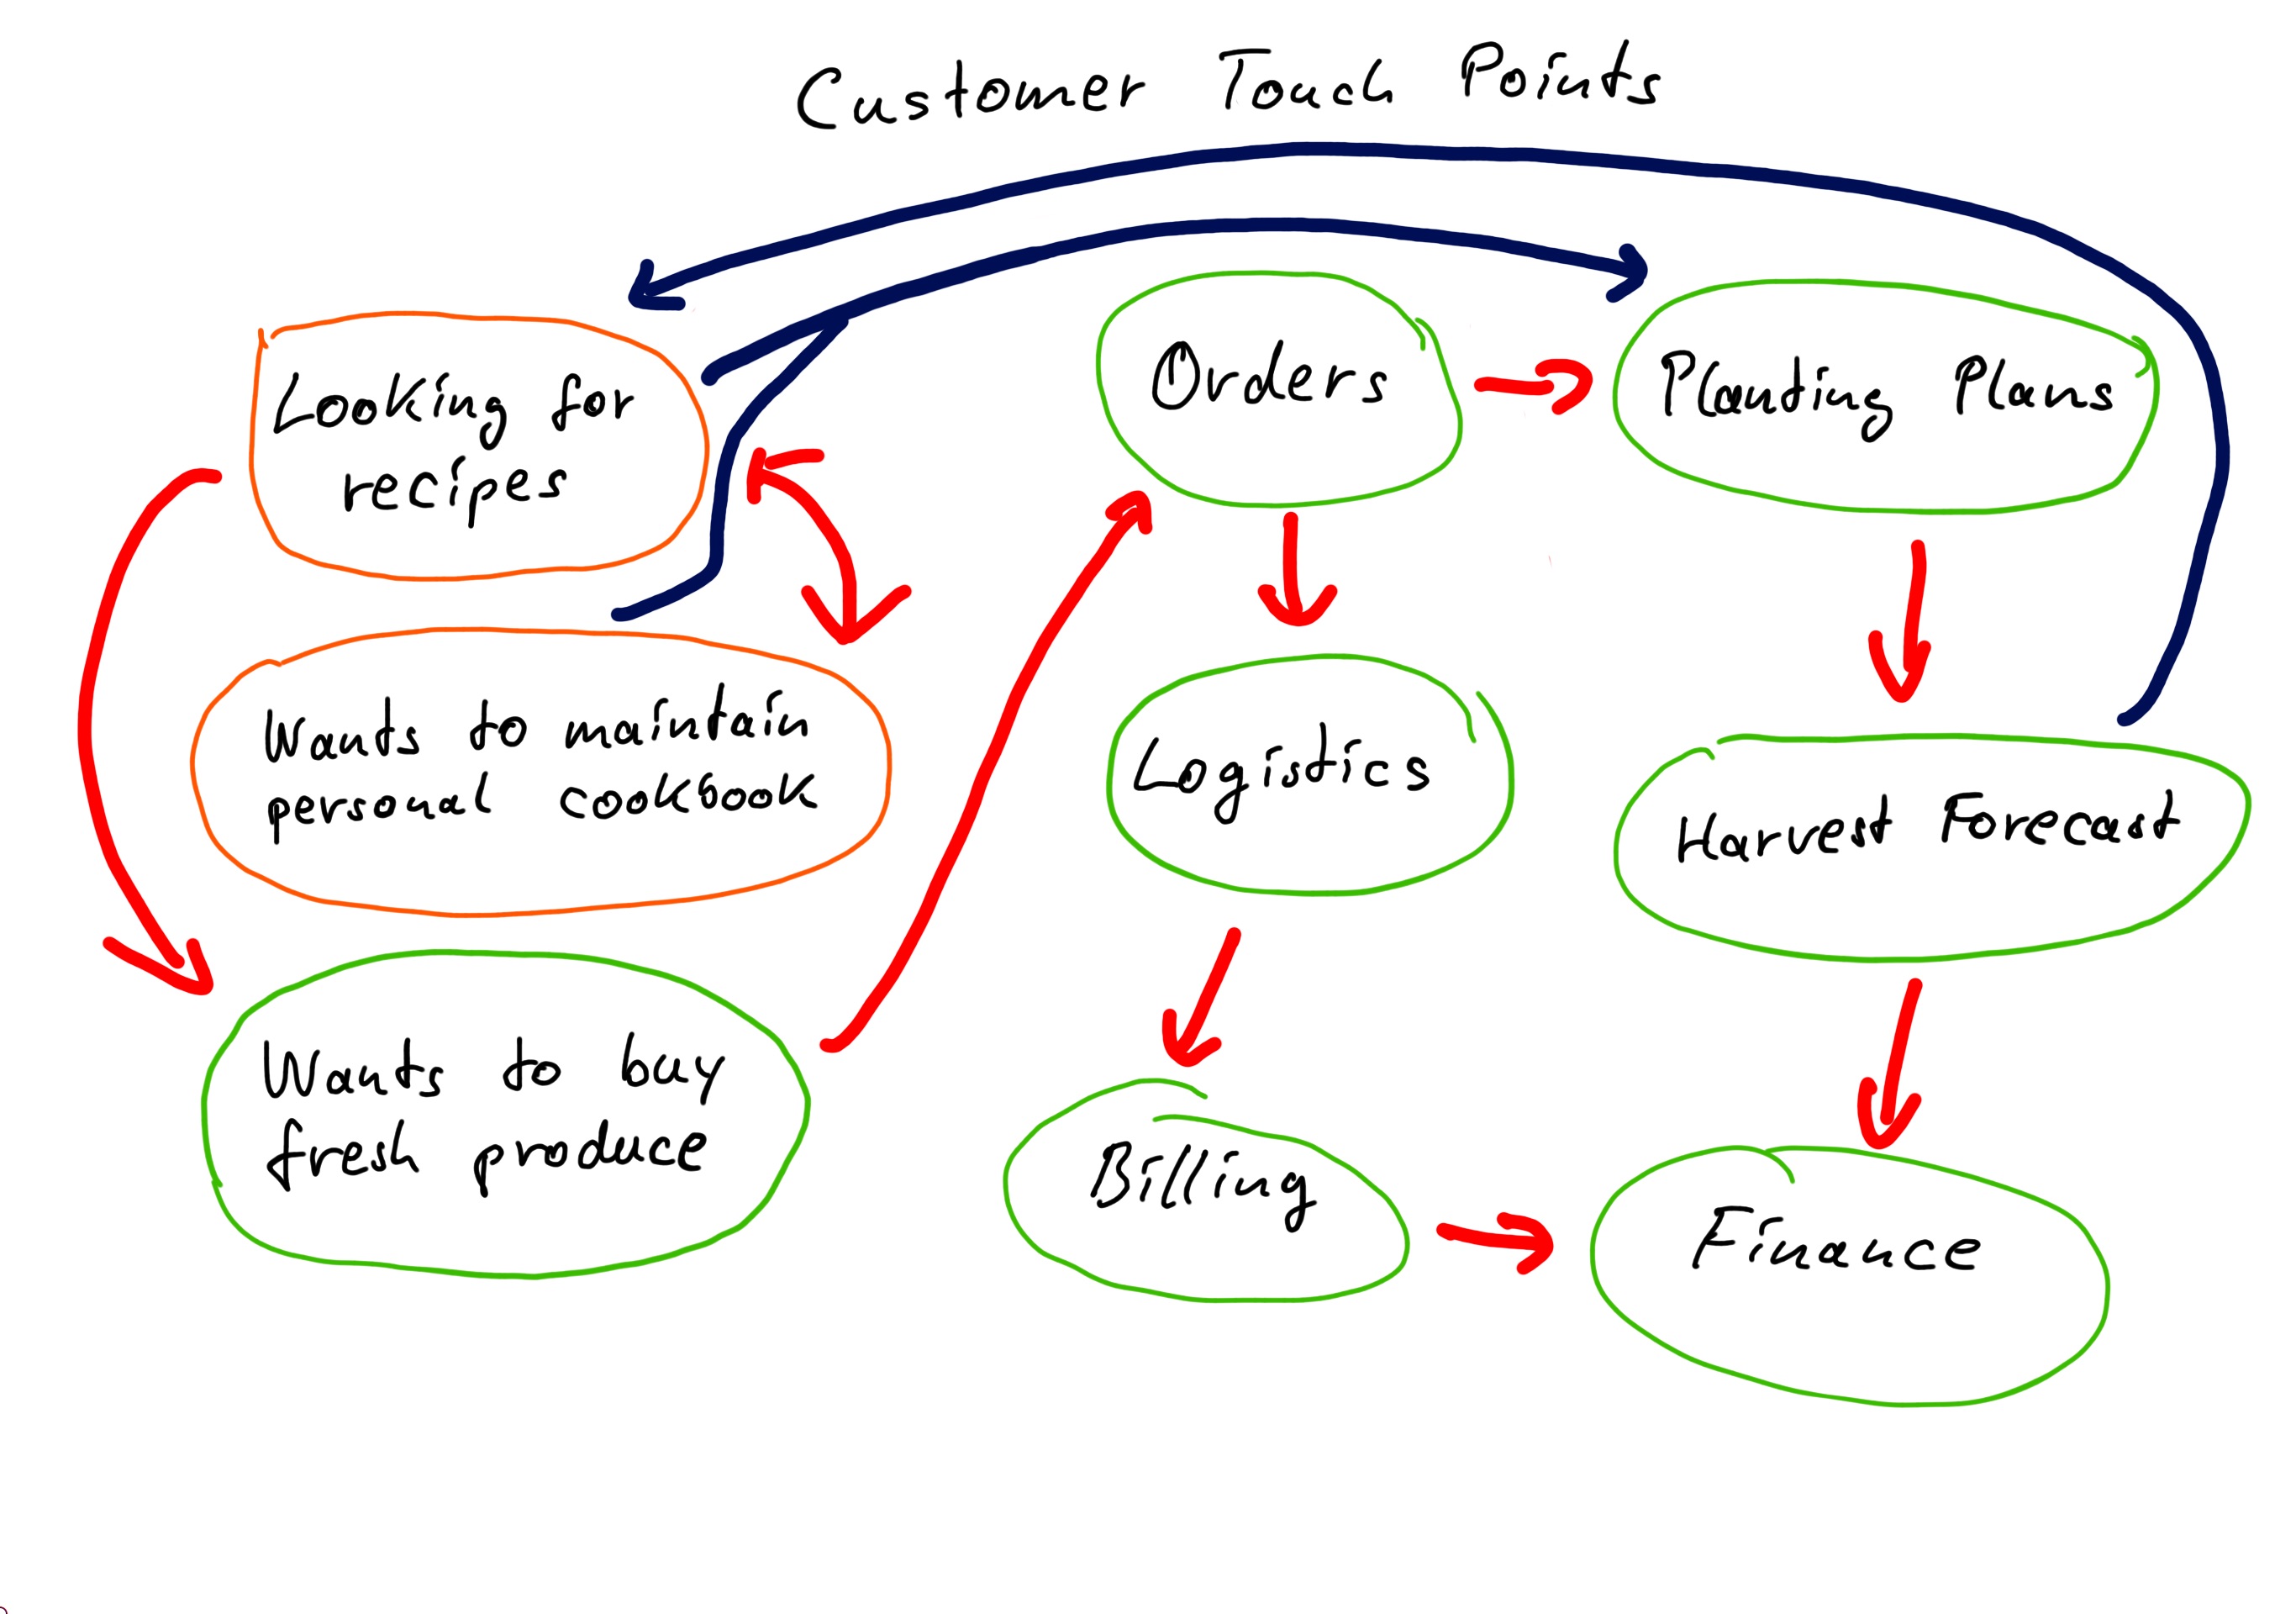 Customer Touch Points
Looking for
recipes
Wants to maintain
personal cookbook
Wants to buy
fresh produce
Orders
Logistics
Billing
Planting Plans
Harvest Forecast
Finance